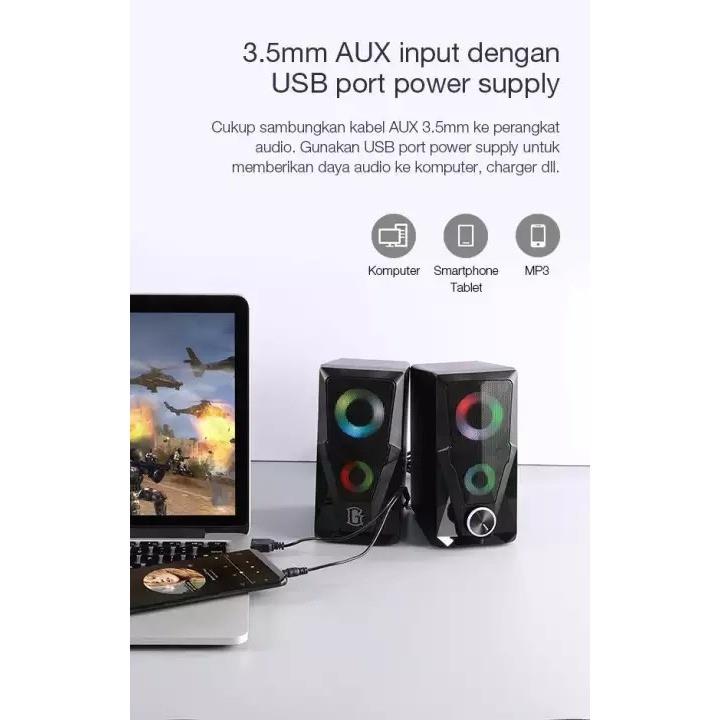 3.5mm AUX input dengan
USB port power supply
Cukup sambungkan kabel AUX 3.5mm ke perangkat
audio. Gunakan USB port power supply untuk
memberikan daya audio ke komputer, charger dll.
Komputer
Smartphone
Tablet
MP3
G